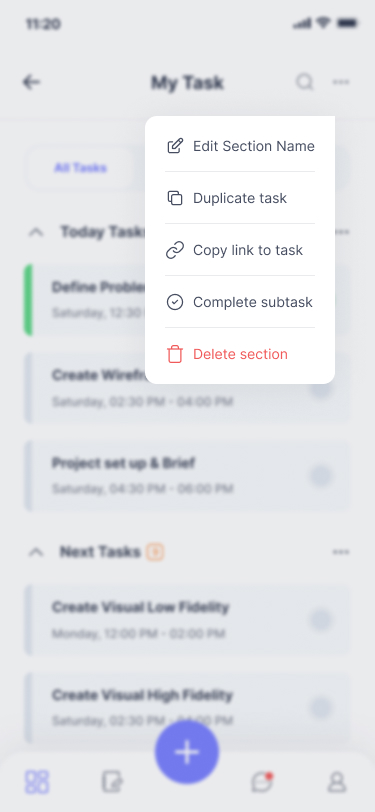 11:20
My Task
Edit Section Name
All Tasks
Duplicate task
Today Tasks
Copy link to task
Define Proble
Saturday, 12:30
Complete subtask
Delete section
Create Wirefr
Saturday, 02:30 PM - 04:00 PM
Project set up & Brief
Saturday, 04:30 PM - 06:00 PM
Next Tasks
Create Visual Low Fidelity
Monday, 12:00 PM - 02:00 PM
Create Visual High Fidelity
Saturday, 02:30 PM - 04:00 PM